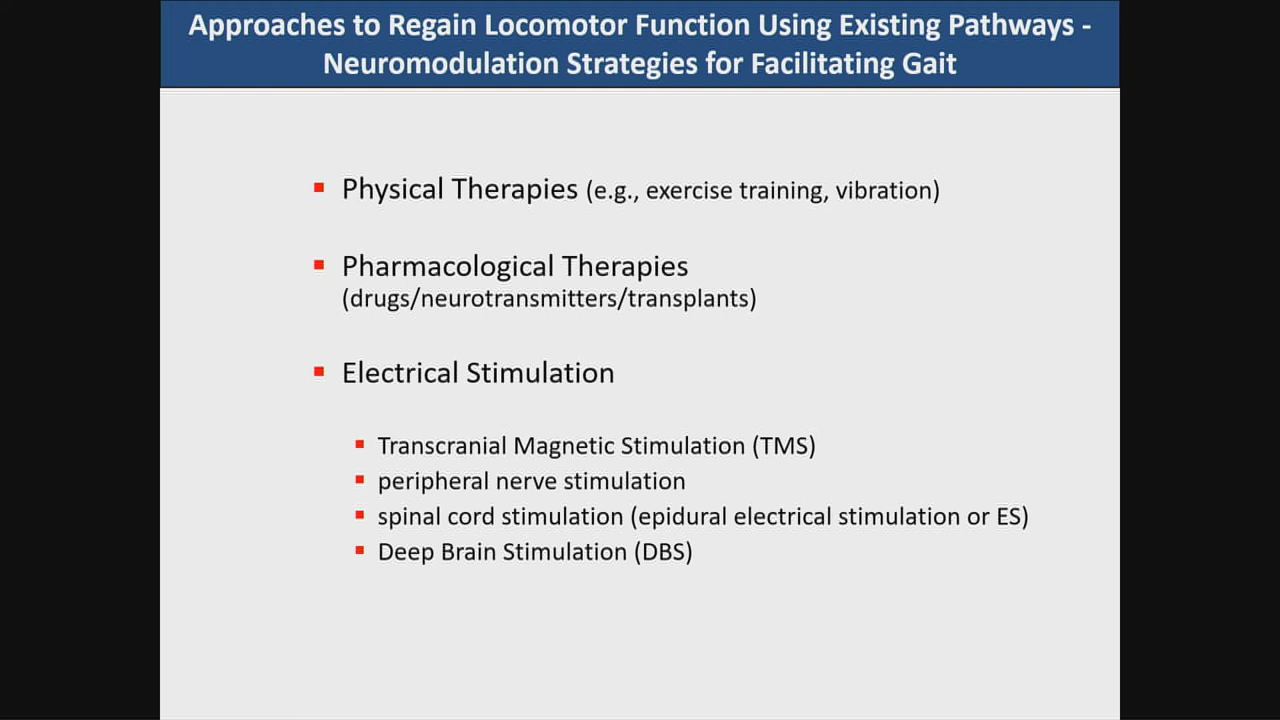 Approaches to Regain Locomotor Function Using Existing Pathways -
Neuromodulation Strategies for Facilitating Gait
▪ Physical Therapies (e.g., exercise training, vibration)
▪ Pharmacological Therapies
(drugs/neurotransmitters/transplants)
▪ Electrical Stimulation
▪ Transcranial Magnetic Stimulation (TMS)
▪ peripheral nerve stimulation
▪ spinal cord stimulation (epidural electrical stimulation or ES)
▪ Deep Brain Stimulation (DBS)